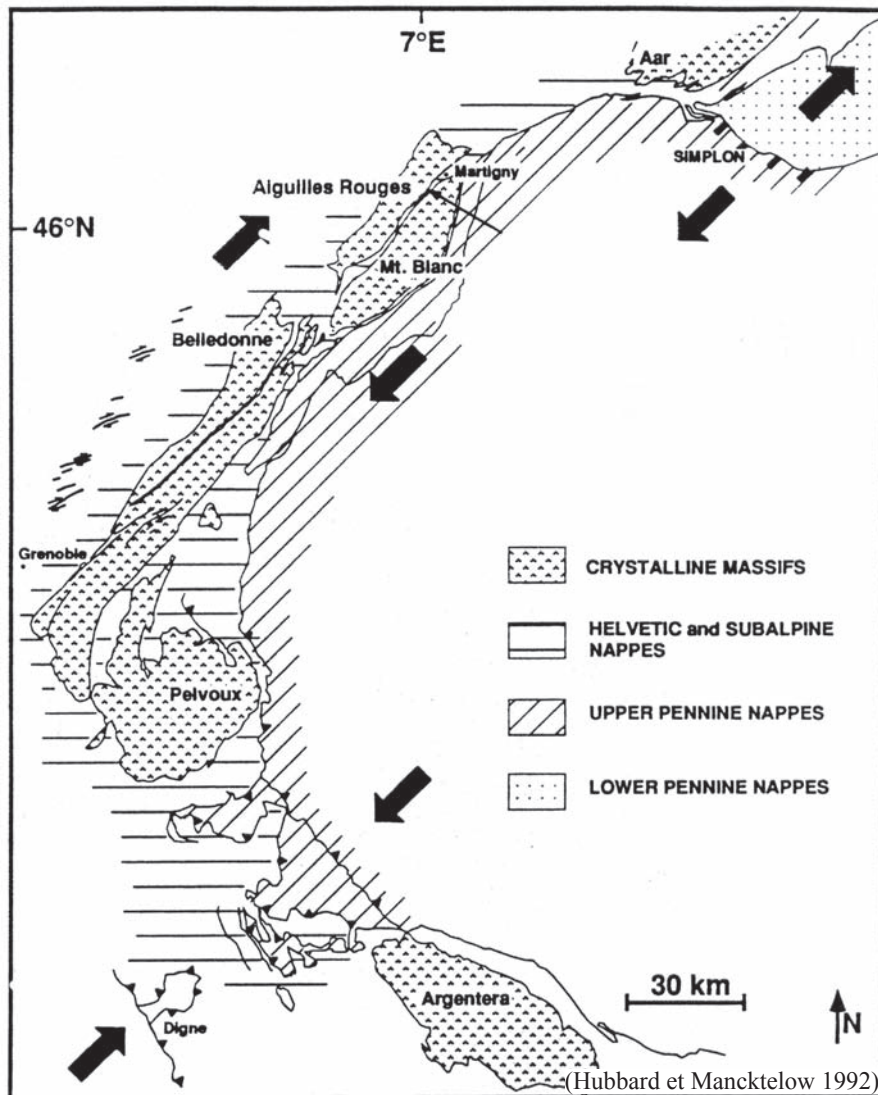 7°E
Aar
SIMPLON
Martigny
Aiguilles Rouges
46°N
Mt. Blanc
Belledonne
Grenoble
CRYSTALLINE MASSIFS
HELVETIC and SUBALPINE
NAPPES
Pelvoux
UPPER PENNINE NAPPES
LOWER PENNINE NAPPES
Argentera
30 km
N
Digne
(Hubbard et Mancktelow 1992)